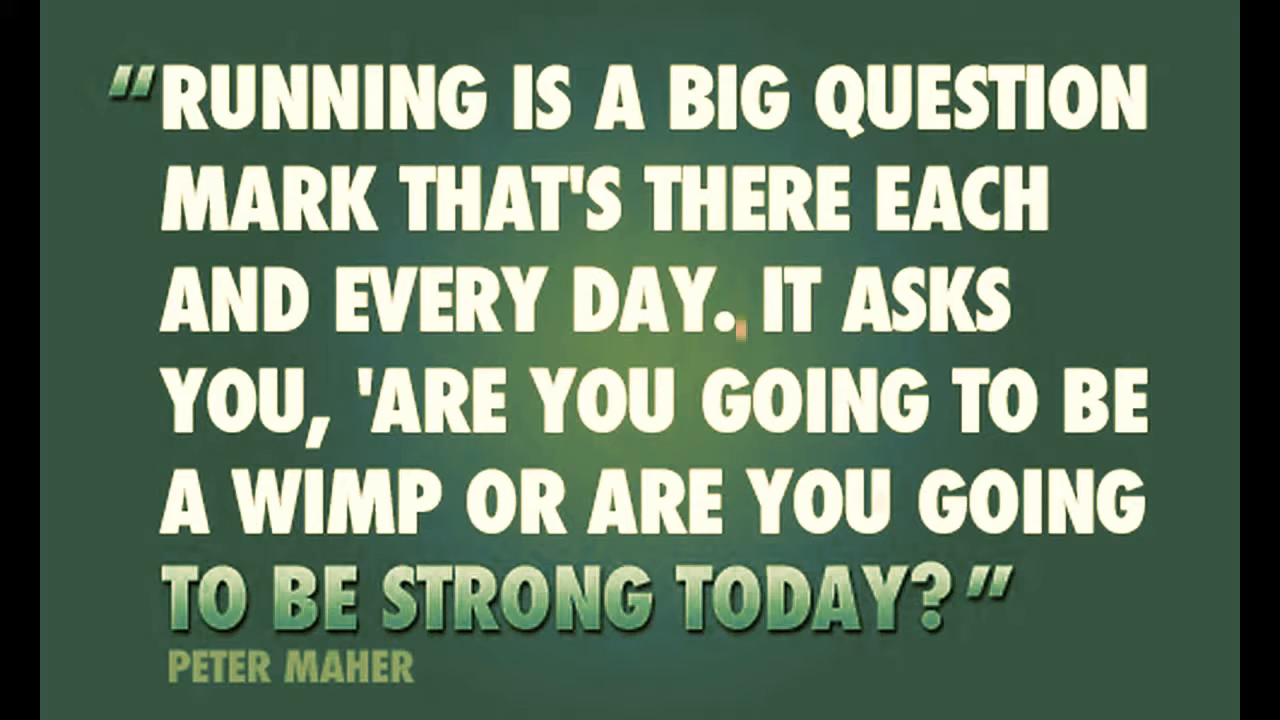 "RUNNING IS A BIG QUESTION
MARK THAT'S THERE EACH
AND EVERY DAY. IT ASKS
YOU, 'ARE YOU GOING TO BE
A WIMP OR ARE YOU GOING
TO BE STRONG TODAY?"
PETER MAHER